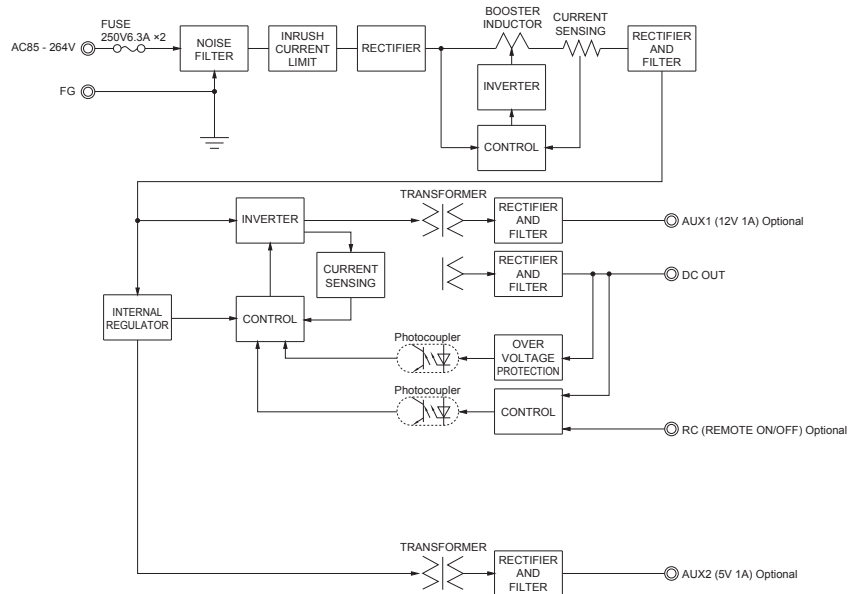 FUSE
250V6.3A ×2
AC85 - 264V
NOISE
FILTER
INRUSH
CURRENT
LIMIT
RECTIFIER
BOOSTER
INDUCTOR
CURRENT
SENSING
RECTIFIER
AND
FILTER
FG
INVERTER
CONTROL
TRANSFORMER
INVERTER
RECTIFIER
AND
FILTER
AUX1 (12V 1A) Optional
CURRENT
SENSING
RECTIFIER
AND
FILTER
DC OUT
INTERNAL
REGULATOR
CONTROL
Photocoupler
OVER
VOLTAGE
PROTECTION
Photocoupler
CONTROL
RC (REMOTE ON/OFF) Optional
TRANSFORMER
RECTIFIER
AND
FILTER
AUX2 (5V 1A) Optional